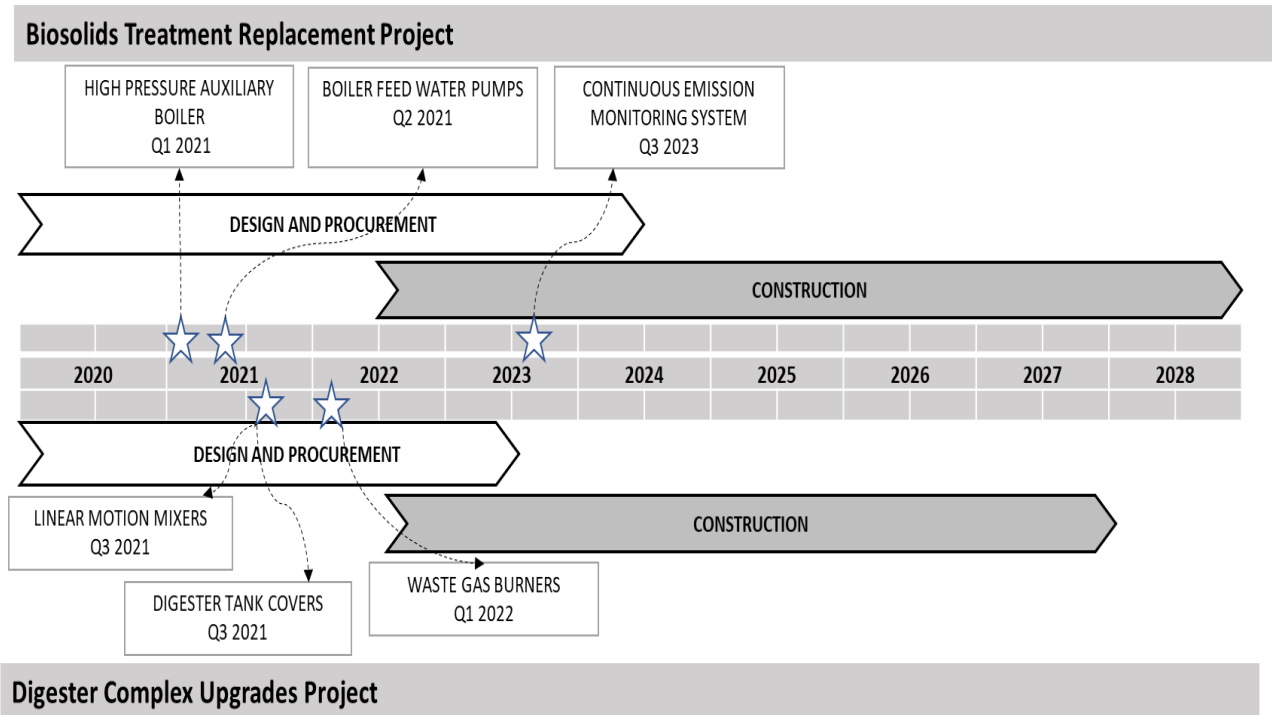 Biosolids Treatment Replacement Project
HIGH PRESSURE AUXILIARY
BOILER
Q1 2021
BOILER FEED WATER PUMPS
Q2 2021
CONTINUOUS EMISSION
MONITORING SYSTEM
Q3 2023
DESIGN AND PROCUREMENT
CONSTRUCTION
2020
2021
2022
2023
2024
2025
2026
2027
2028
DESIGN AND PROCUREMENT
CONSTRUCTION
LINEAR MOTION MIXERS
Q3 2021
DIGESTER TANK COVERS
Q3 2021
WASTE GAS BURNERS
Q1 2022
Digester Complex Upgrades Project